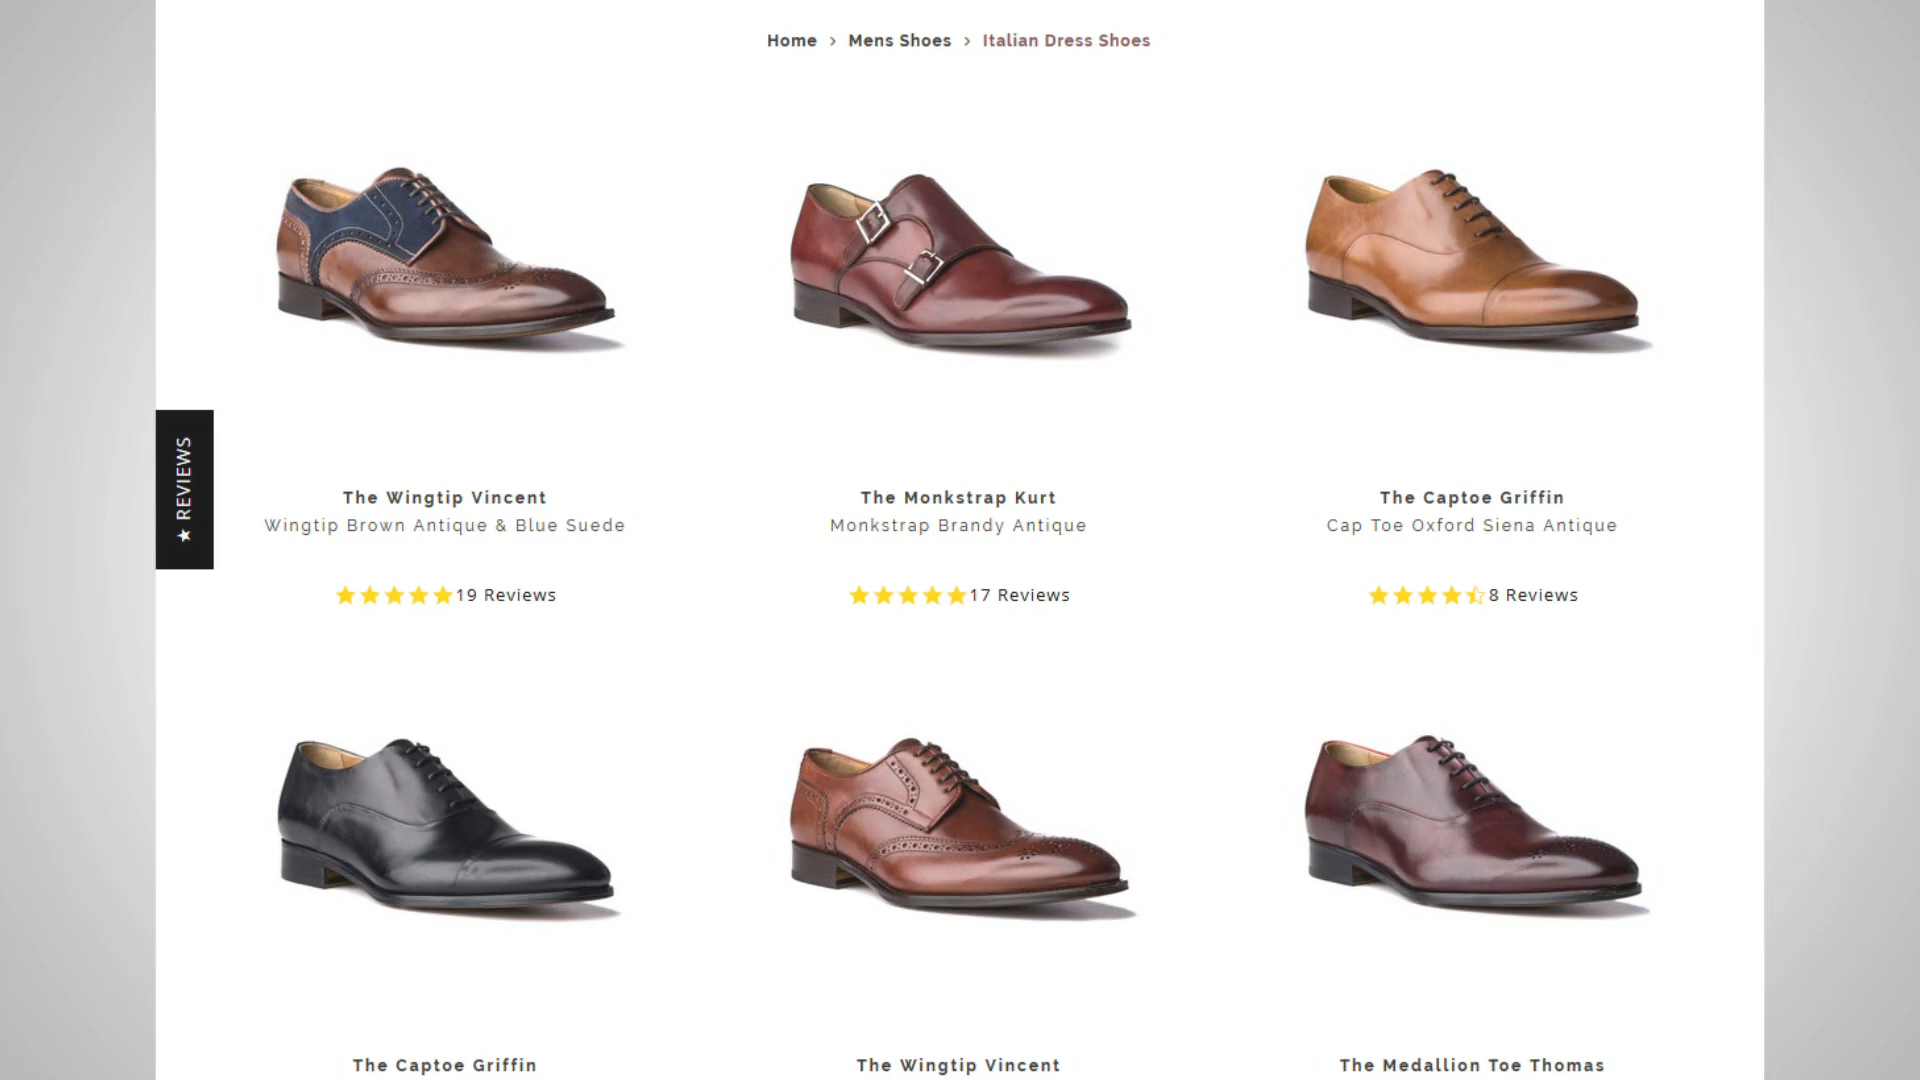 Home > Mens Shoes > Italian Dress Shoes
★ REVIEWS
The Wingtip Vincent
Wingtip Brown Antique & Blue Suede
19 Reviews
The Monkstrap Kurt
Monkstrap Brandy Antique
17 Reviews
The Captoe Griffin
Cap Toe Oxford Siena Antique
8 Reviews
The Captoe Griffin
The Wingtip Vincent
The Medallion Toe Thomas